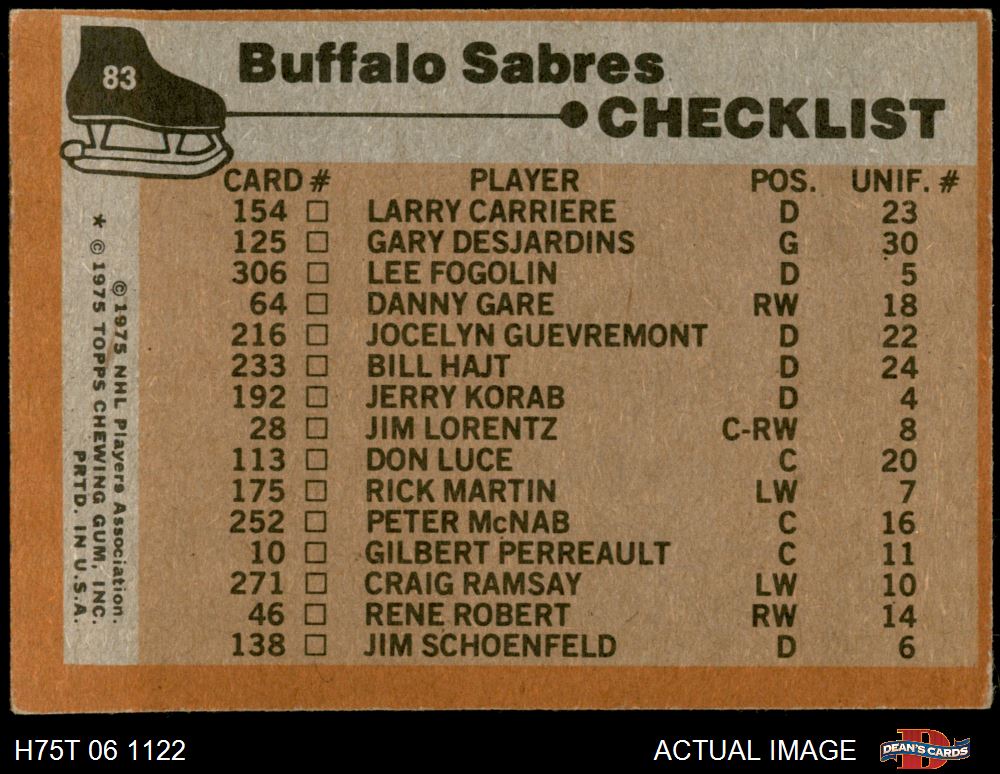 83
Buffalo Sabres
CHECKLIST
CARD # PLAYER POS. UNIF. #
154 □ LARRY CARRIERE D 23
125 □ GARY DESJARDINS G 30
306 □ LEE FOGOLIN D 5
64 □ DANNY GARE RW 18
216 □ JOCELYN GUEVREMONT D 22
233 □ BILL HAJT D 24
192 □ JERRY KORAB D 4
28 □ JIM LORENTZ C-RW 8
113 □ DON LUCE C 20
175 □ RICK MARTIN LW 7
252 □ PETER McNAB C 16
10 □ GILBERT PERREAULT C 11
271 □ CRAIG RAMSAY LW 10
46 □ RENE ROBERT RW 14
138 □ JIM SCHOENFELD D 6
© 1975 NHL Players Association.
* © 1975 TOPPS CHEWING GUM, INC.
PRTD. IN U.S.A.
H75T 06 1122
ACTUAL IMAGE
DEAN'S CARDS